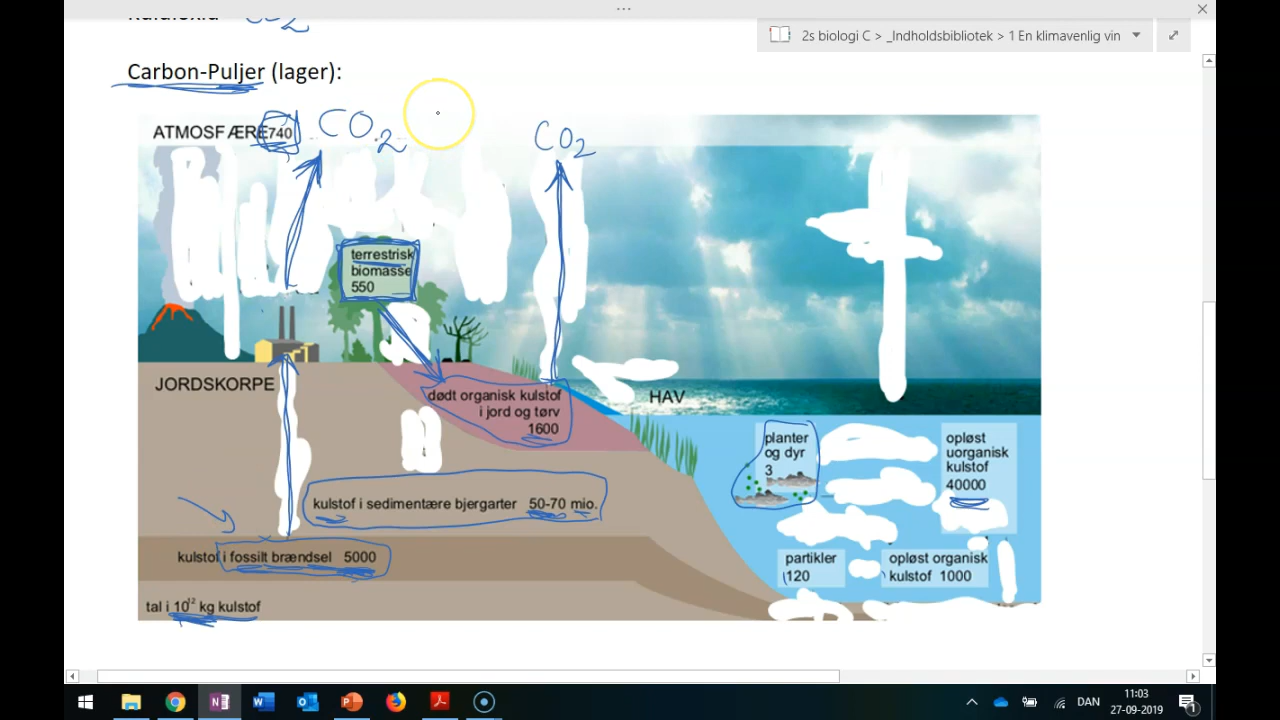 CO2
2s biologi C > _Indholdsbibliotek > 1 En klimavenlig vin
Carbon-Puljer (lager):
ATMOSFÆRE 740
CO2
CO2
terrestrisk
biomasse
550
JORDSKORPE
dødt organisk kulstof
i jord og tørv
1600
HAV
planter
og dyr
3
opløst
uorganisk
kulstof
40000
kulstof i sedimentære bjergarter 50-70 mio.
kulstof i fossilt brændsel 5000
partikler
120
opløst organisk
kulstof 1000
tal i 10¹² kg kulstof
DAN
11:03
27-09-2019
1